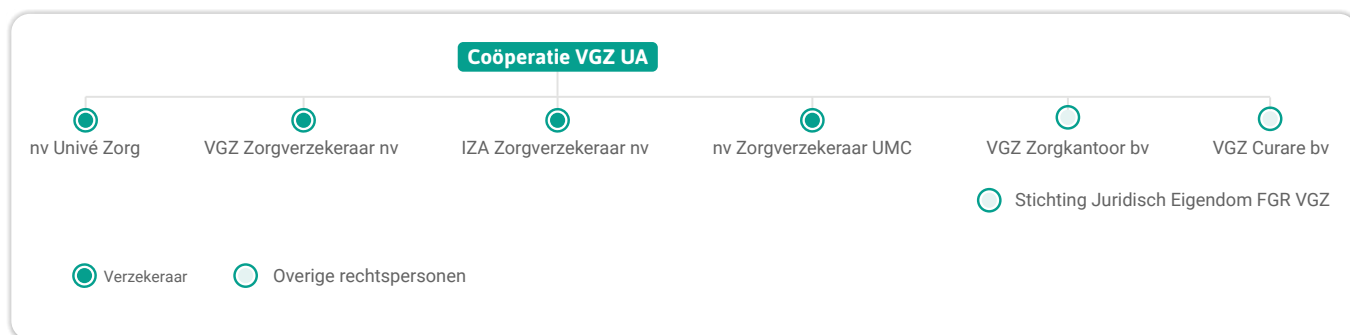 Coöperatie VGZ UA
nv Univé Zorg
VGZ Zorgverzekeraar nv
IZA Zorgverzekeraar nv
nv Zorgverzekeraar UMC
VGZ Zorgkantoor bv
VGZ Curare bv
Stichting Juridisch Eigendom FGR VGZ
Verzekeraar
Overige rechtspersonen